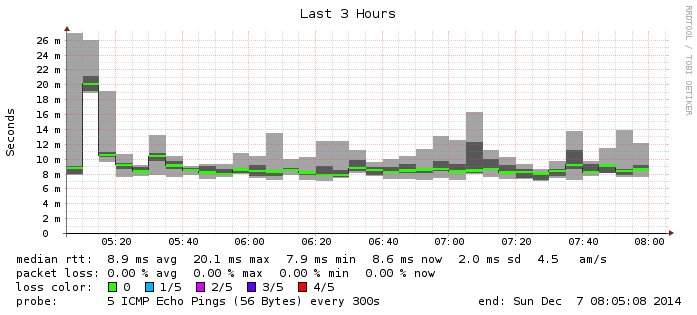 Last 3 Hours
RRDTOOL / TOBI OETIKER
Seconds
26 m
24 m
22 m
20 m
18 m
16 m
14 m
12 m
10 m
8 m
6 m
4 m
2 m
0
05:20 05:40 06:00 06:20 06:40 07:00 07:20 07:40 08:00
median rtt: 8.9 ms avg 20.1 ms max 7.9 ms min 8.6 ms now 2.0 ms sd 4.5 am/s
packet loss: 0.00 % avg 0.00 % max 0.00 % min 0.00 % now
loss color: 0 1/5 2/5 3/5 4/5
probe: 5 ICMP Echo Pings (56 Bytes) every 300s end: Sun Dec 7 08:05:08 2014